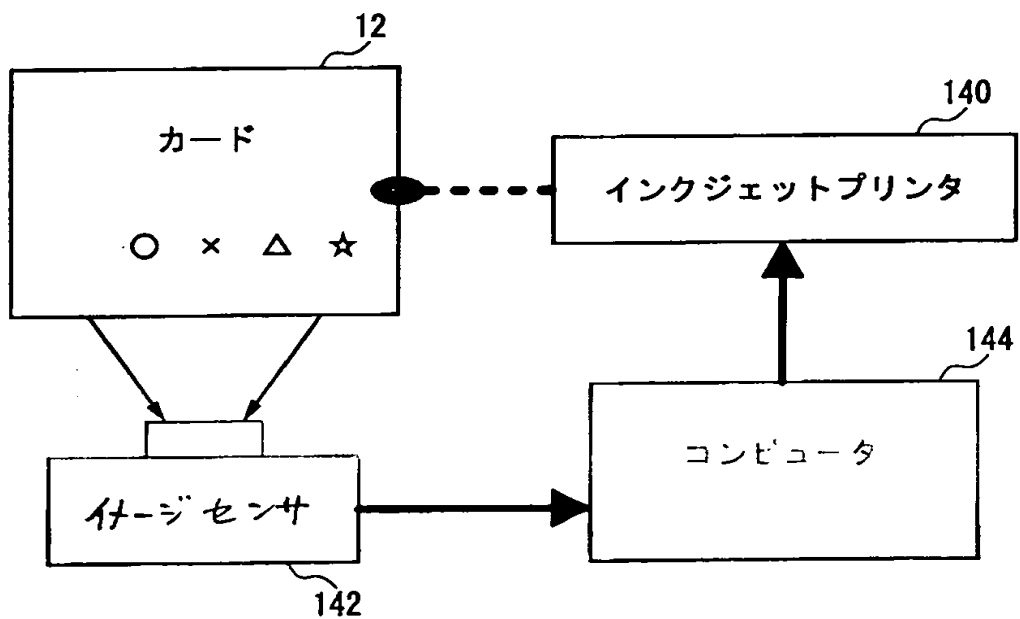 12
カード
○ × △ ☆
140
インクジェットプリンタ
144
コンピュータ
イメージセンサ
142